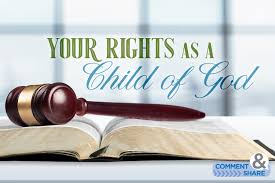 YOUR RIGHTS AS A
Child of God
COMMENT &
SHARE